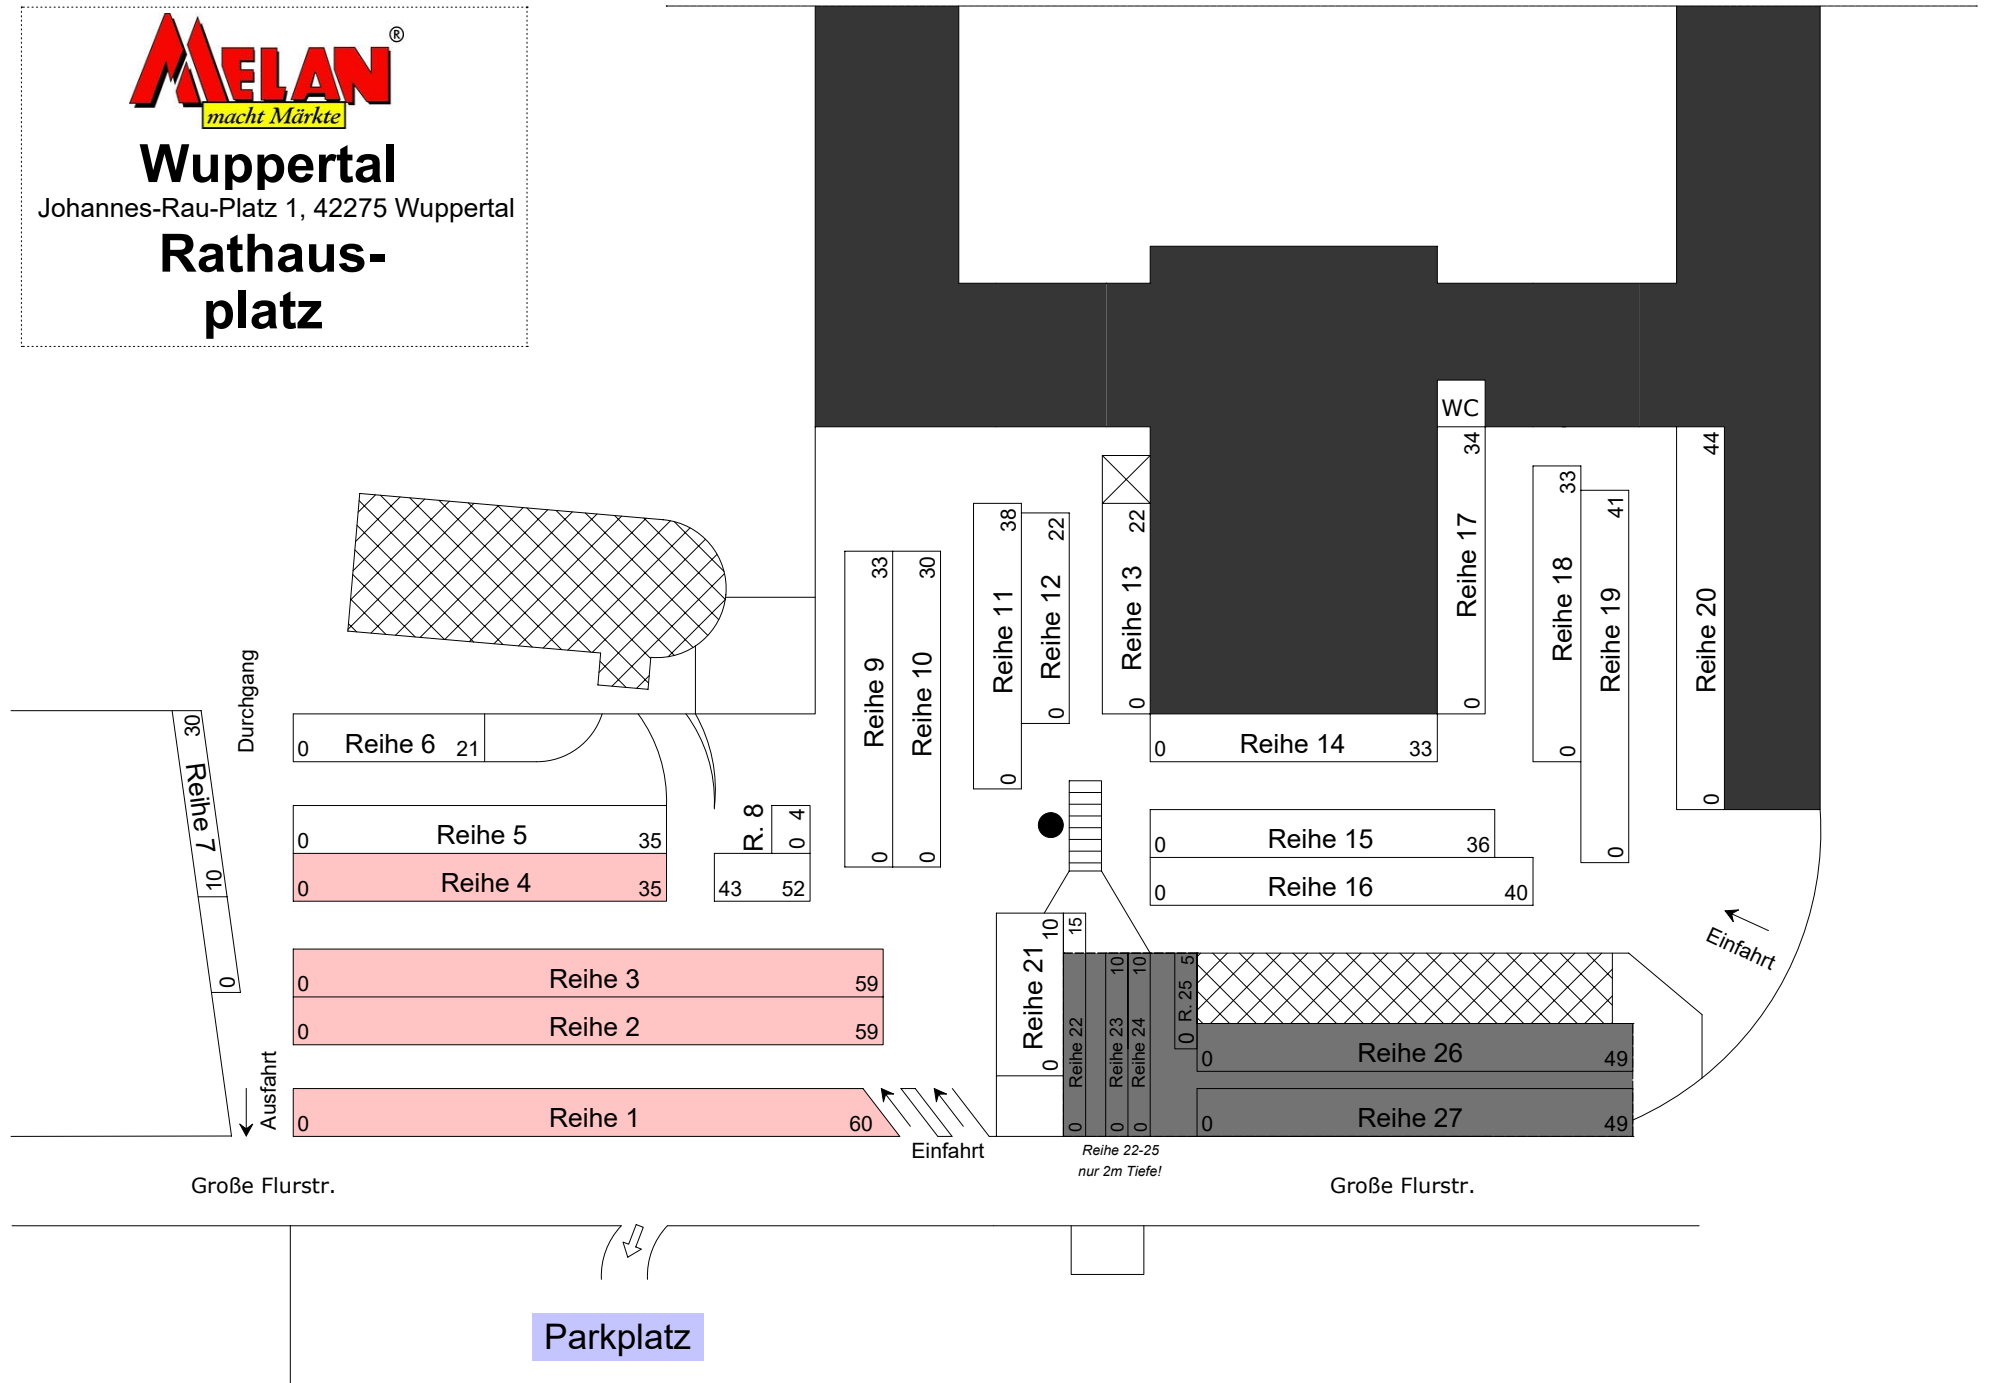 MELAN®
macht Märkte
Wuppertal
Johannes-Rau-Platz 1, 42275 Wuppertal
Rathaus-
platz
WC
34
Reihe 17
0
44
Reihe 20
0
33
Reihe 18
0
41
Reihe 19
0
38
Reihe 11
0
22
Reihe 12
0
22
Reihe 13
0
33
Reihe 9
0
30
Reihe 10
0
Durchgang
30
Reihe 7
10
0
0 Reihe 6 21
0 Reihe 14 33
0 Reihe 5 35
0 Reihe 4 35
R. 8
0 4
43 52
0 Reihe 15 36
0 Reihe 16 40
Einfahrt
0 Reihe 3 59
0 Reihe 2 59
10
Reihe 21
0
15
Reihe 22
0
10
Reihe 23
0
10
Reihe 24
0
5
R. 25
0
0 Reihe 26 49
Ausfahrt
0 Reihe 1 60
0 Reihe 27 49
Einfahrt
Reihe 22-25
nur 2m Tiefe!
Große Flurstr.
Große Flurstr.
Parkplatz